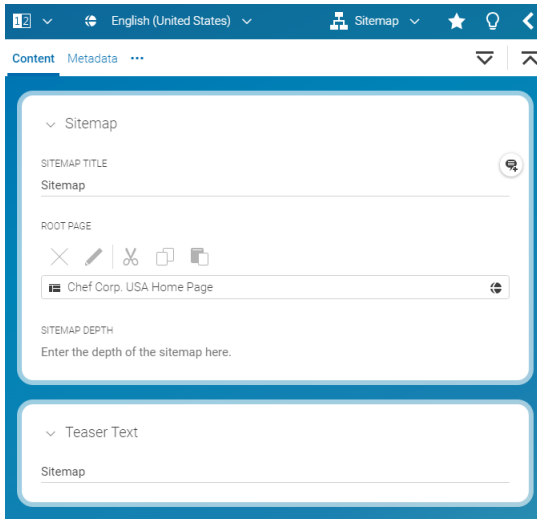 12 English (United States) Sitemap
Content Metadata ...
Sitemap
SITEMAP TITLE
Sitemap
ROOT PAGE
Chef Corp. USA Home Page
SITEMAP DEPTH
Enter the depth of the sitemap here.
Teaser Text
Sitemap